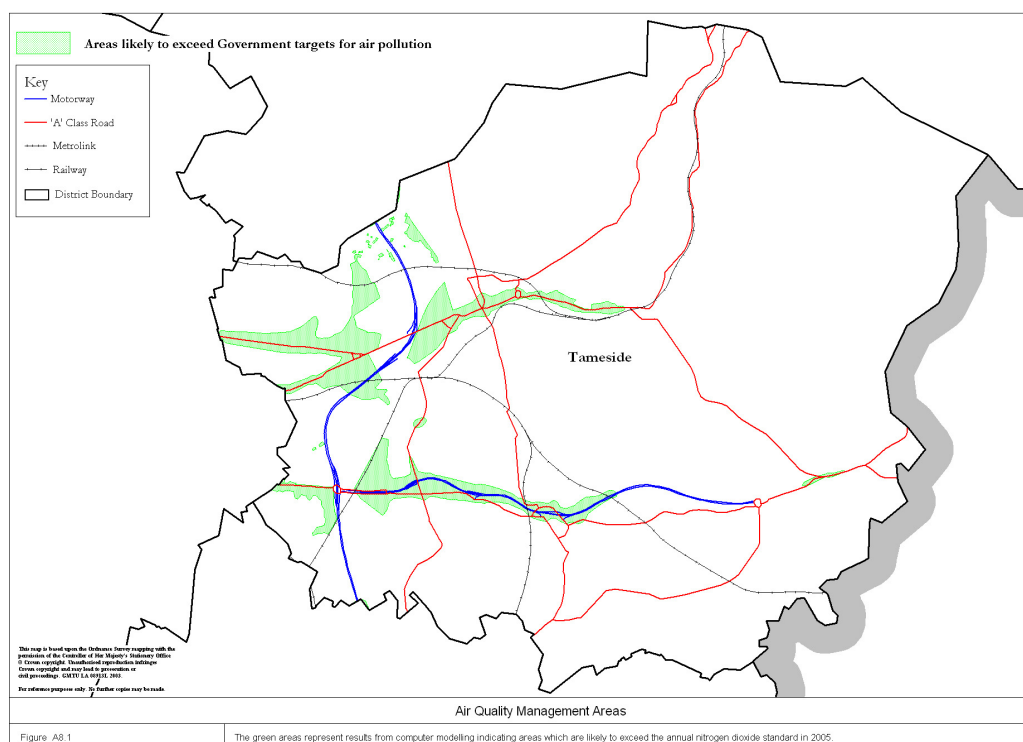 Areas likely to exceed Government targets for air pollution
Key
Motorway
'A' Class Road
Metrolink
Railway
District Boundary
Tameside
This map is based upon the Ordnance Survey mapping with the
permission of the Controller of Her Majesty's Stationery Office
© Crown copyright. Unauthorised reproduction infringes
Crown copyright and may lead to prosecution or
civil proceedings. GMTU LA 08913L 2003.
For reference purposes only. No further copies may be made.
Air Quality Management Areas
Figure A8.1
The green areas represent results from computer modelling indicating areas which are likely to exceed the annual nitrogen dioxide standard in 2005.